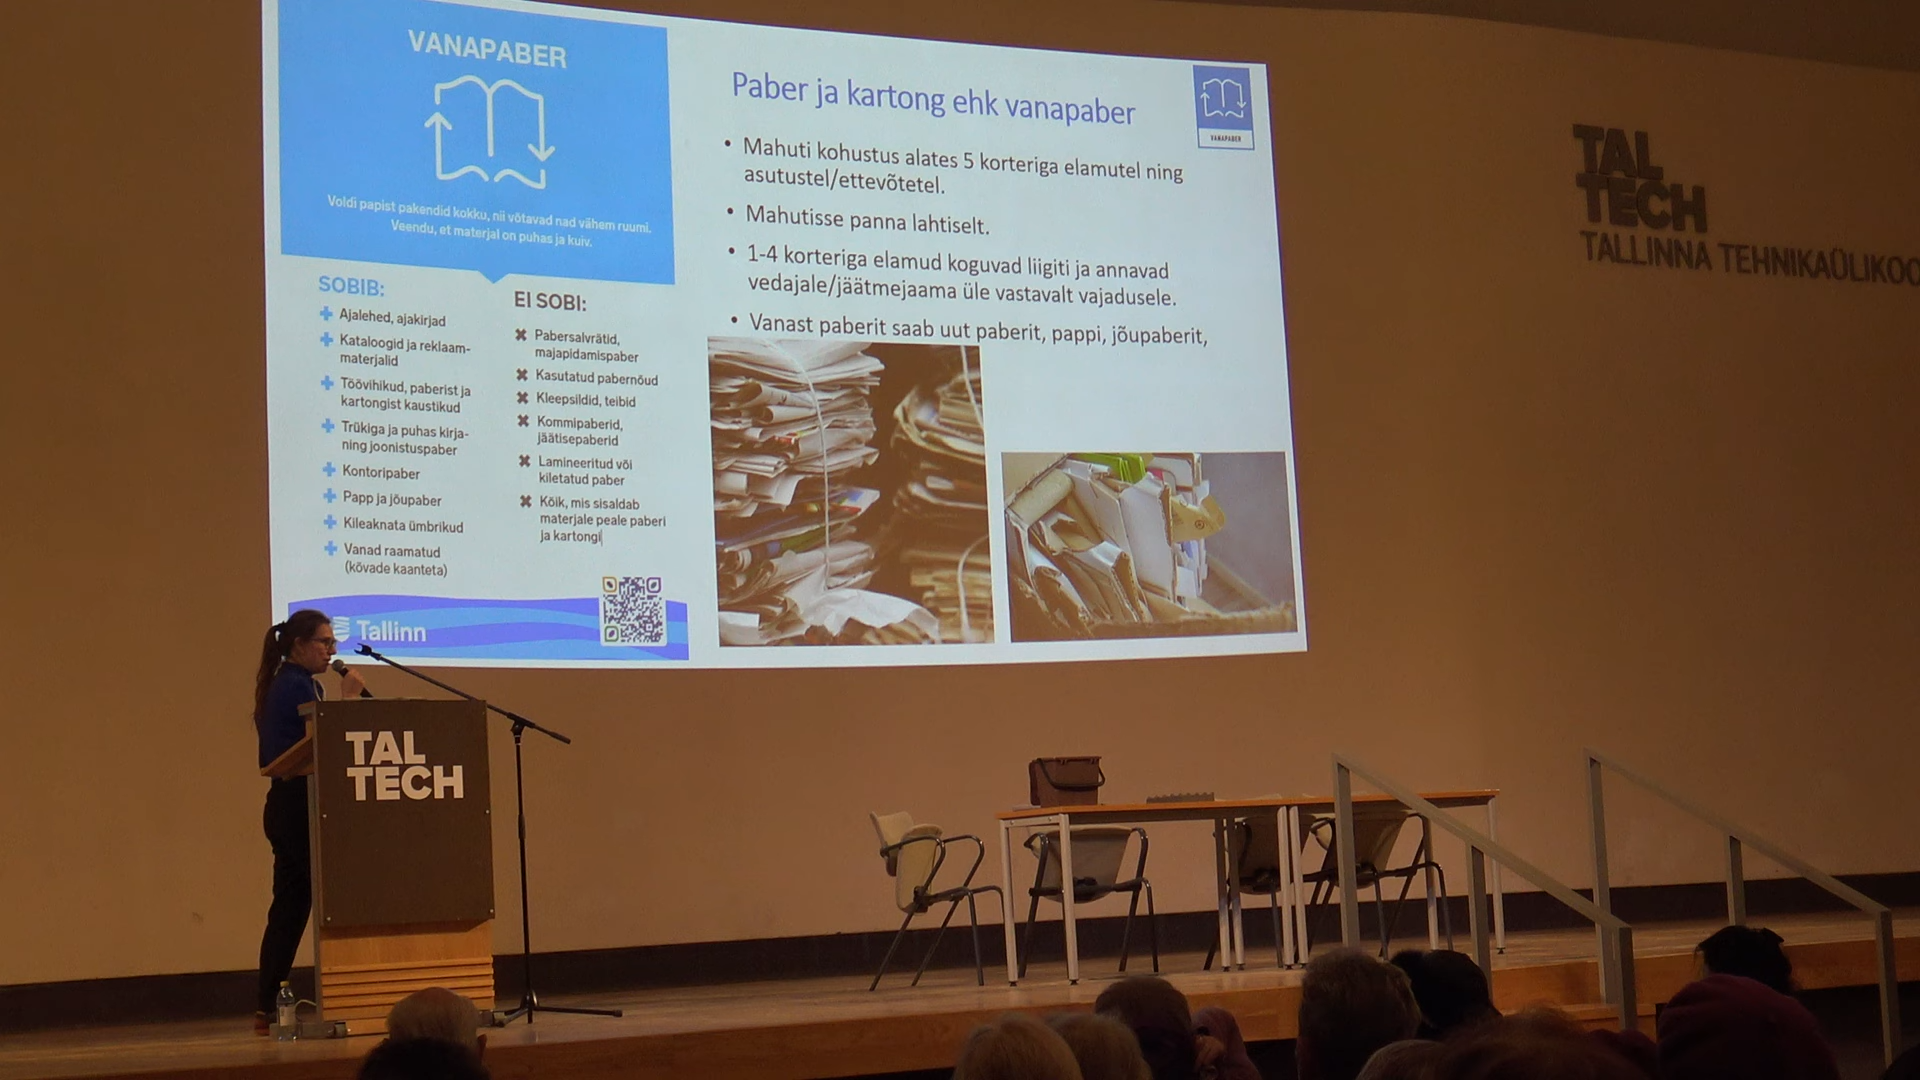 VANAPABER
Voldi papist pakendid kokku, nii võtavad nad vähem ruumi.
Veendu, et materjal on puhas ja kuiv.
SOBIB:
Ajalehed, ajakirjad
Kataloogid ja reklaam-
materjalid
Töövihikud, paberist ja
kartongist kaustikud
Trükiga ja puhas kirja-
ning joonistuspaber
Kontoripaber
Papp ja jõupaber
Kileaknata ümbrikud
Vanad raamatud
(kõvade kaanteta)
EI SOBI:
Pabersalvrätid,
majapidamispaber
Kasutatud pabernõud
Kleepsildid, teibid
Kommipaberid,
jäätisepaberid
Lamineeritud või
kiletatud paber
Kõik, mis sisaldab
materjale peale paberi
ja kartongi
Tallinn
Paber ja kartong ehk vanapaber
VANAPABER
• Mahuti kohustus alates 5 korteriga elamutel ning
asutustel/ettevõtetel.
• Mahutisse panna lahtiselt.
• 1-4 korteriga elamud koguvad liigiti ja annavad
vedajale/jäätmejaama üle vastavalt vajadusele.
• Vanast paberit saab uut paberit, pappi, jõupaberit,
TAL
TECH
TALLINNA TEHNIKAÜLIKOO
TAL
TECH